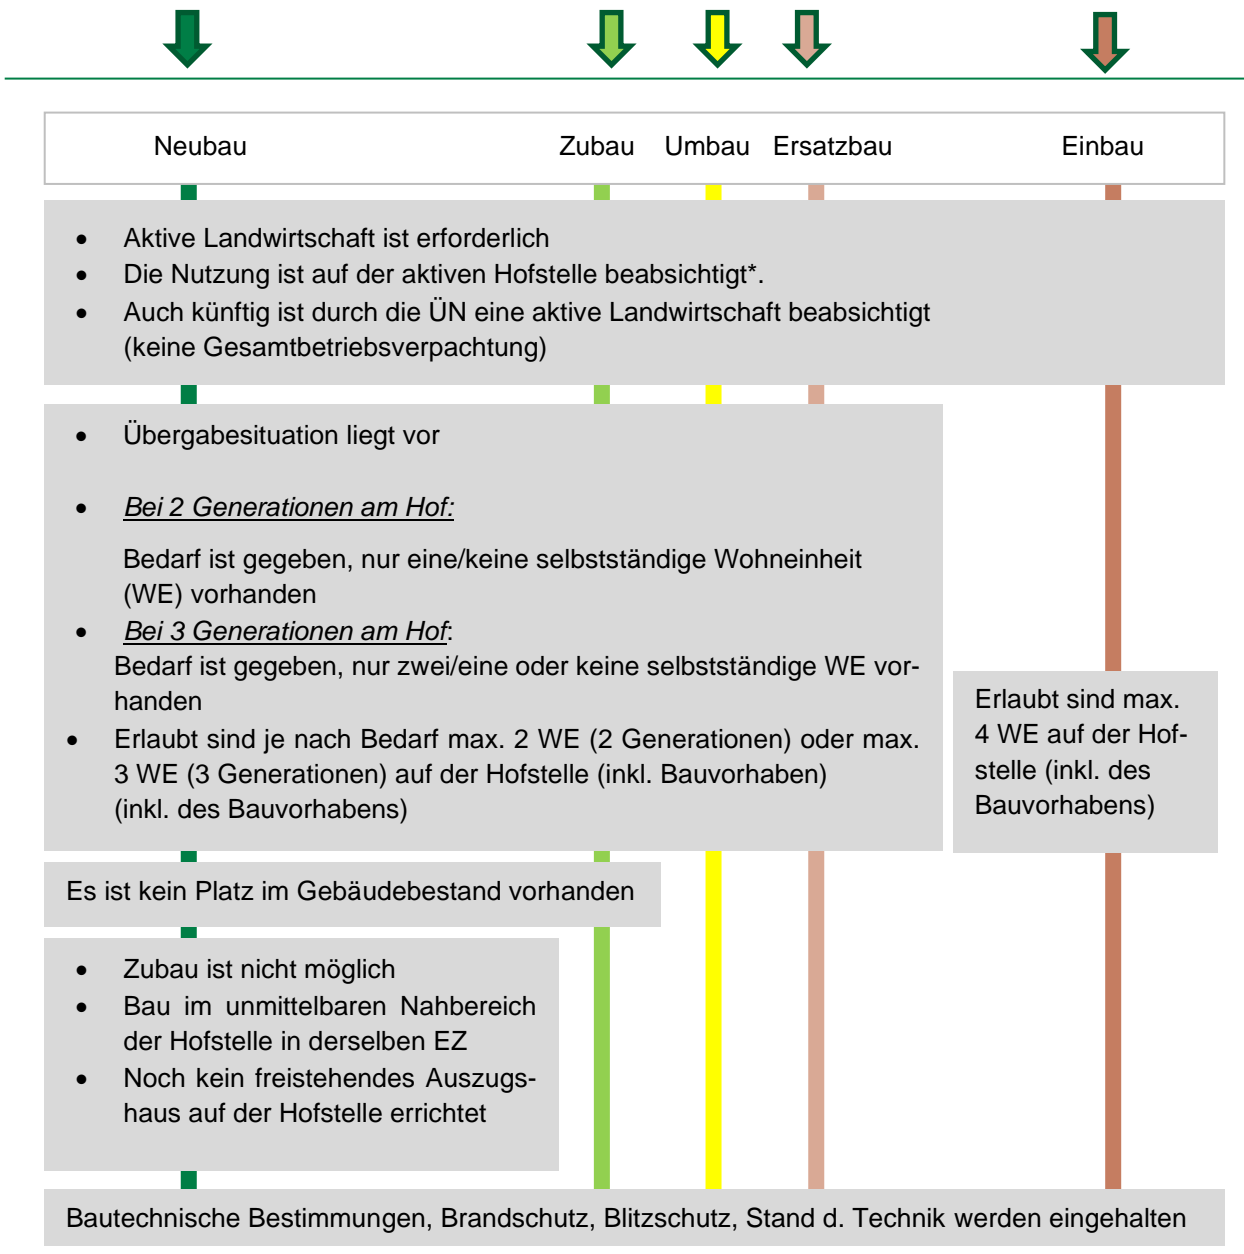 Neubau Zubau Umbau Ersatzbau Einbau
• Aktive Landwirtschaft ist erforderlich
• Die Nutzung ist auf der aktiven Hofstelle beabsichtigt*.
• Auch künftig ist durch die ÜN eine aktive Landwirtschaft beabsichtigt
(keine Gesamtbetriebsverpachtung)
• Übergabesituation liegt vor
• Bei 2 Generationen am Hof:
Bedarf ist gegeben, nur eine/keine selbstständige Wohneinheit
(WE) vorhanden
• Bei 3 Generationen am Hof:
Bedarf ist gegeben, nur zwei/eine oder keine selbstständige WE vor-
handen
• Erlaubt sind je nach Bedarf max. 2 WE (2 Generationen) oder max.
3 WE (3 Generationen) auf der Hofstelle (inkl. Bauvorhaben)
(inkl. des Bauvorhabens)
Erlaubt sind max.
4 WE auf der Hof-
stelle (inkl. des
Bauvorhabens)
Es ist kein Platz im Gebäudebestand vorhanden
• Zubau ist nicht möglich
• Bau im unmittelbaren Nahbereich
der Hofstelle in derselben EZ
• Noch kein freistehendes Auszugs-
haus auf der Hofstelle errichtet
Bautechnische Bestimmungen, Brandschutz, Blitzschutz, Stand d. Technik werden eingehalten